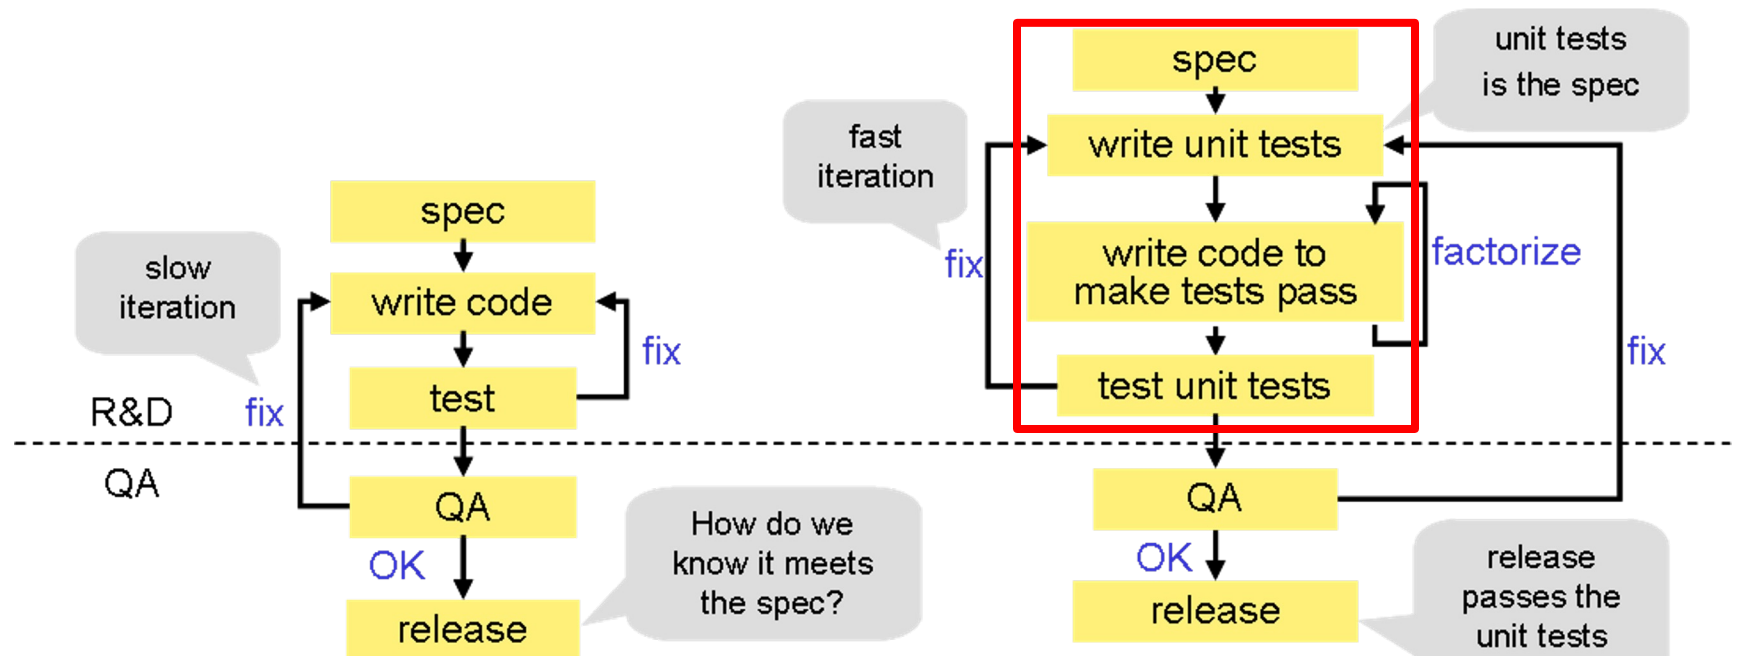 slow
iteration
spec
write code
test
fix
fix
R&D
QA
QA
OK
release
How do we
know it meets
the spec?
fast
iteration
spec
unit tests
is the spec
write unit tests
write code to
make tests pass
factorize
fix
test unit tests
fix
QA
OK
release
release
passes the
unit tests